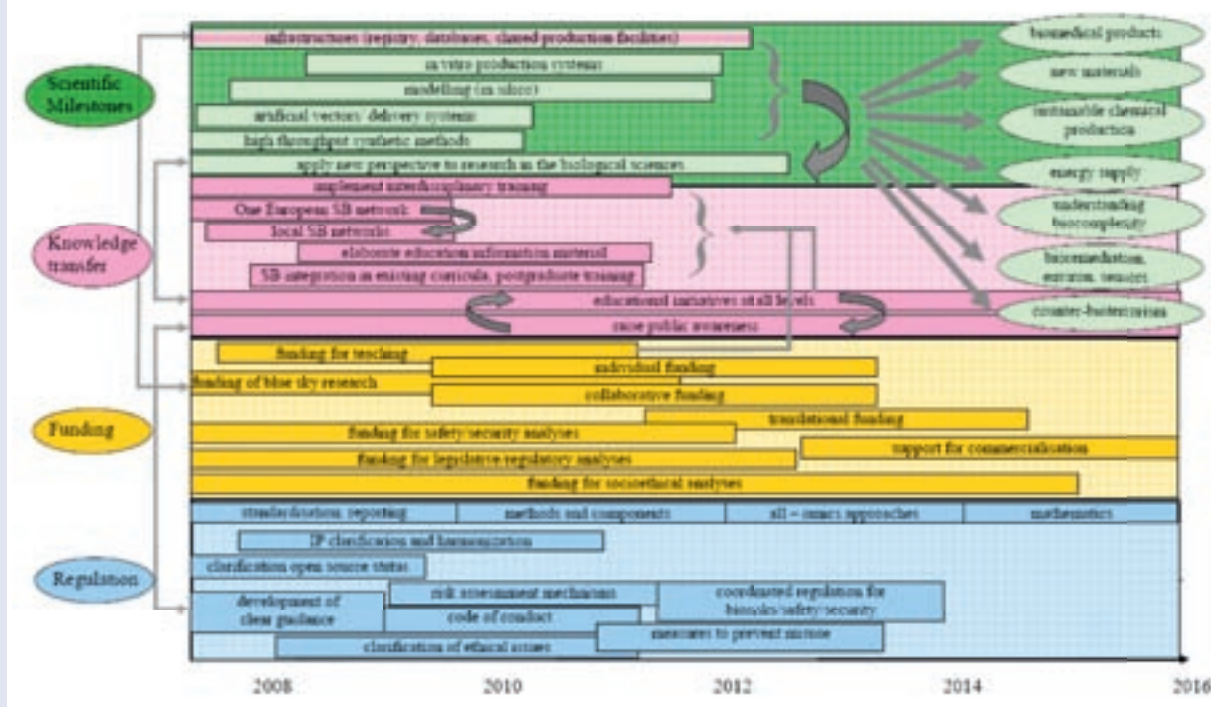 Scientific
Milestones
infrastructures (registry, databases, shared production facilities)
in vitro production systems
modelling (in silico)
artificial vectors/ delivery systems
high throughput synthetic methods
apply new perspective to research in the biological sciences
biomedical products
new materials
sustainable chemical
production
energy supply
understanding
biocomplexity
bioremediation,
sensors
counter-bioterrorism
Knowledge
transfer
implement interdisciplinary training
One European SB network
local SB networks
elaborate education information material
SB integration in existing curricula, postgraduate training
educational initiatives at all levels
raise public awareness
Funding
funding for teaching
individual funding
funding of blue sky research
collaborative funding
translational funding
funding for safety/security analyses
support for commercialisation
funding for legislative/regulatory analyses
funding for socioethical analyses
Regulation
standardisation, reporting
methods and components
all – omics approaches
mathematics
IP clarification and harmonization
clarification open source status
development of
clear guidance
risk assessment mechanisms
coordinated regulation for
biorisks/safety/security
code of conduct
measures to prevent misuse
clarification of ethical issues
2008
2010
2012
2014
2016